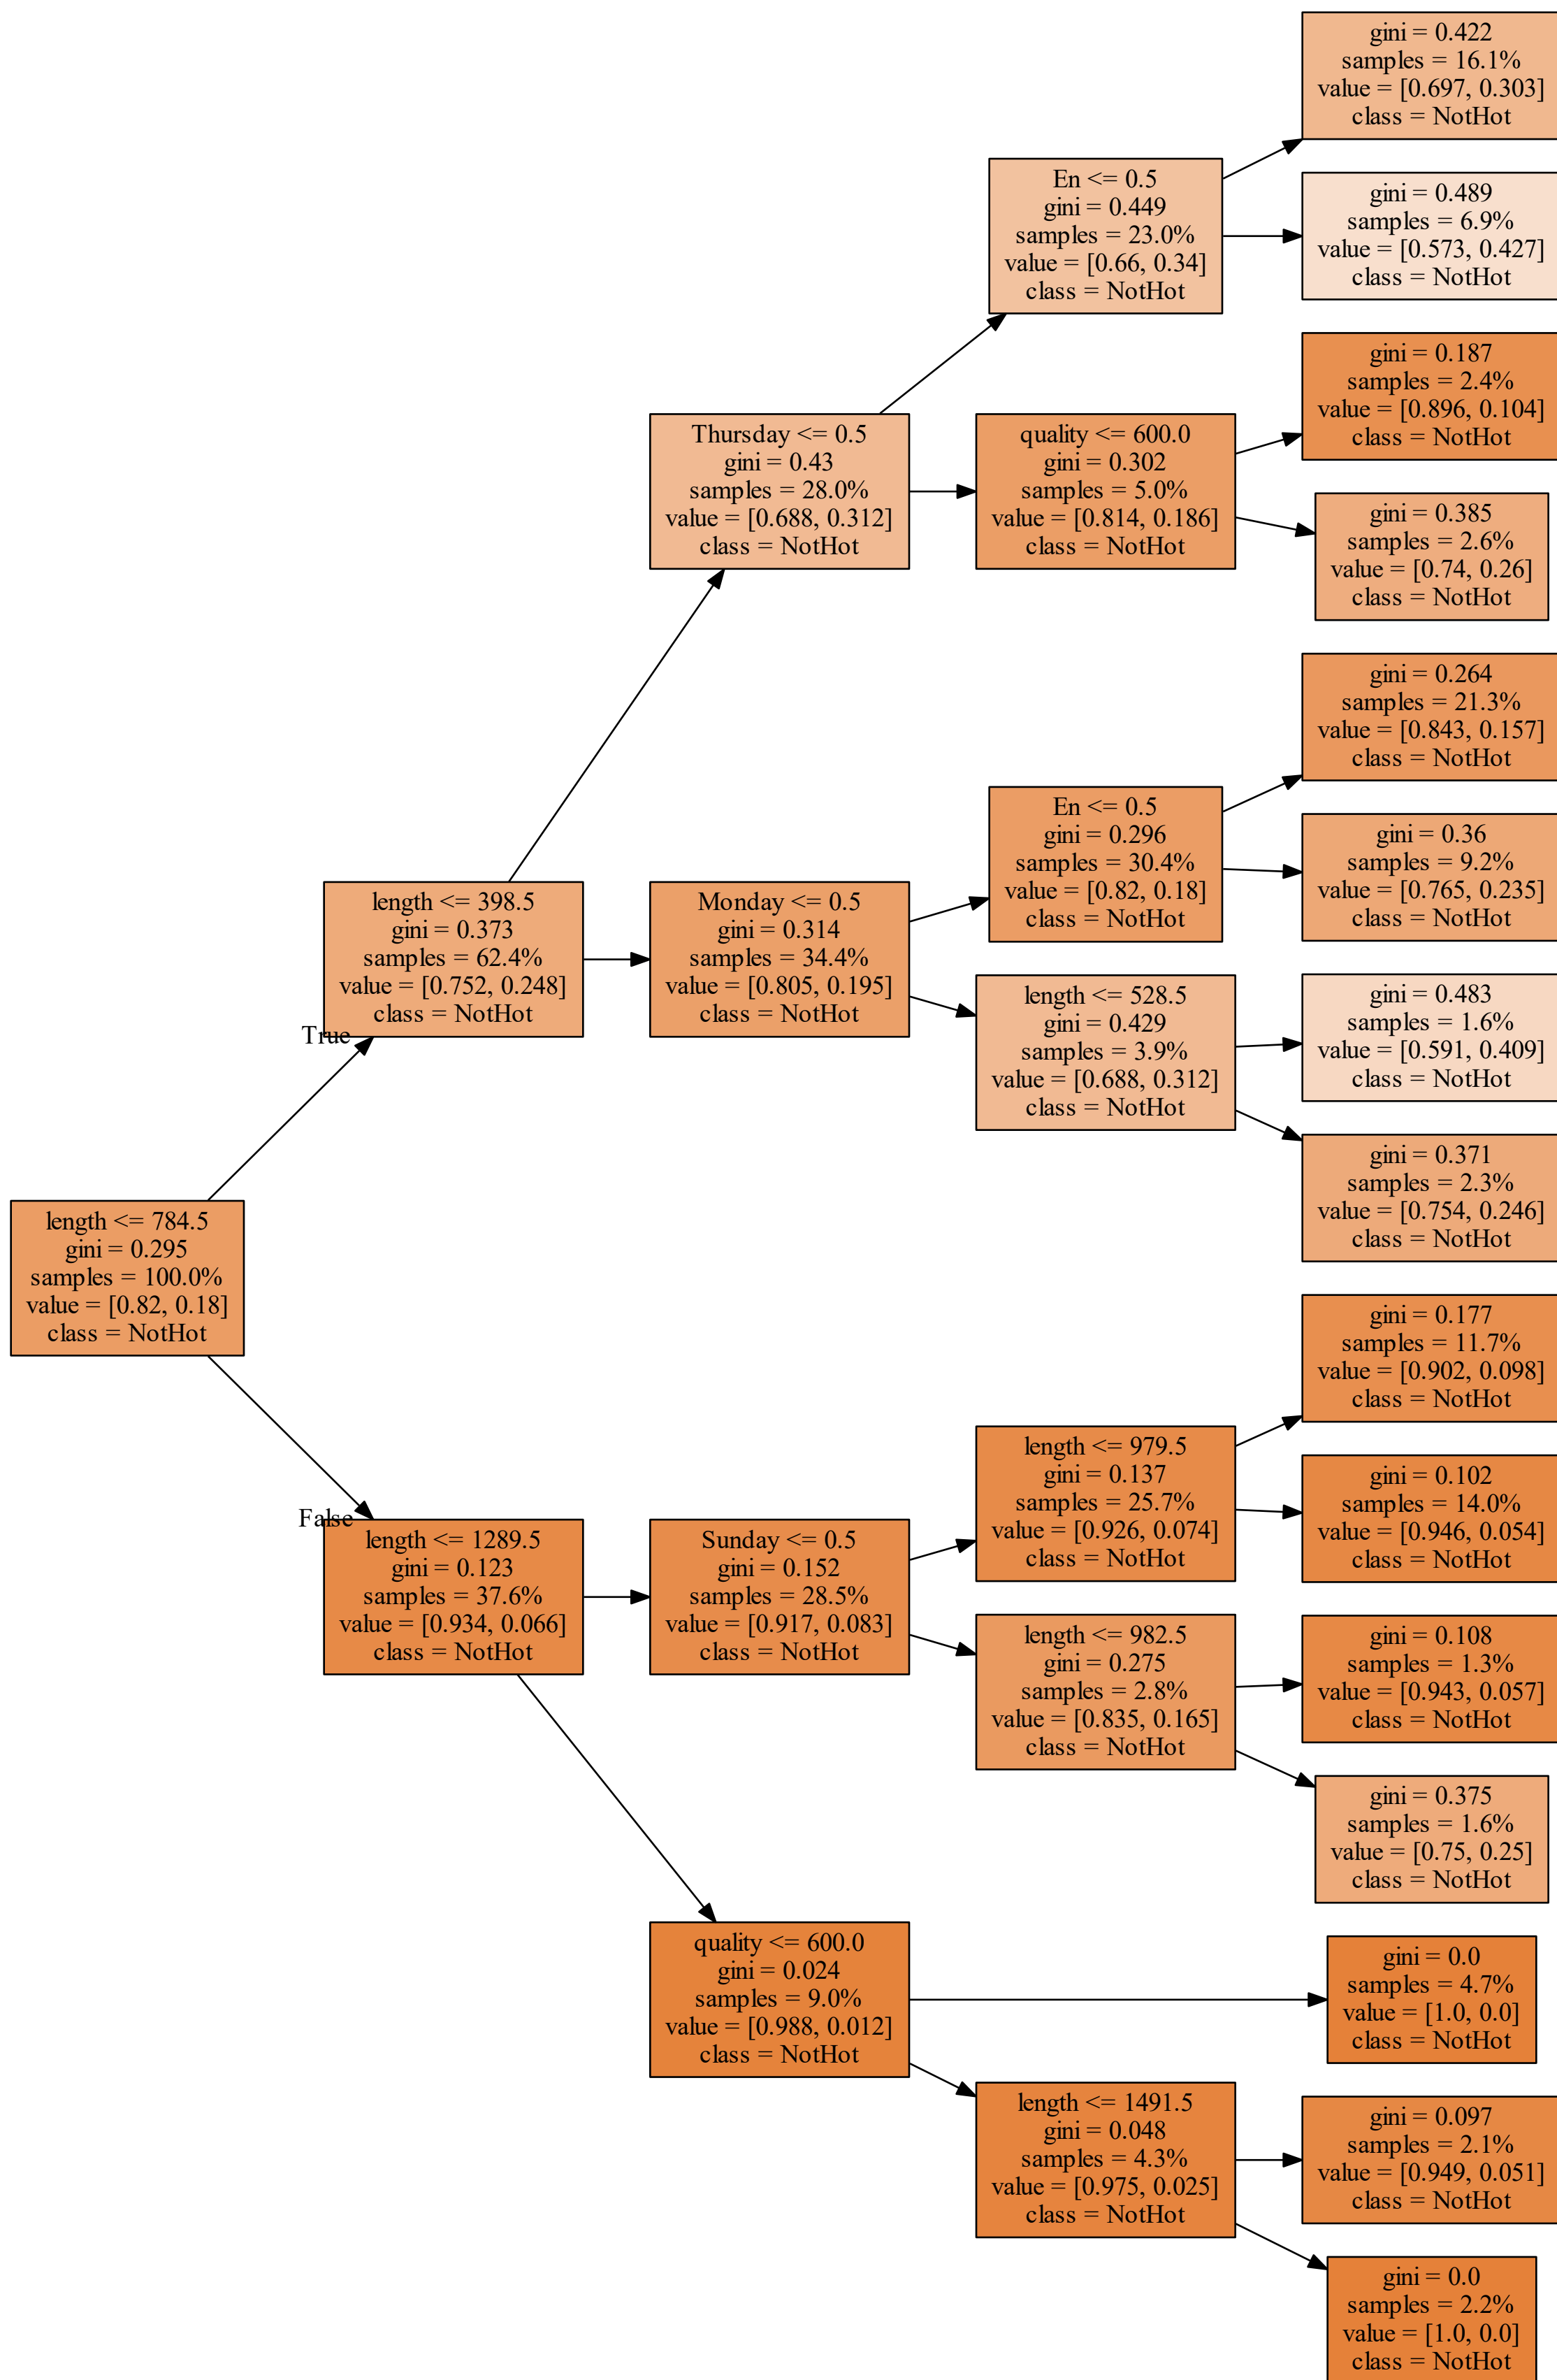 gini = 0.422
samples = 16.1%
value = [0.697, 0.303]
class = NotHot
En <= 0.5
gini = 0.449
samples = 23.0%
value = [0.66, 0.34]
class = NotHot
gini = 0.489
samples = 6.9%
value = [0.573, 0.427]
class = NotHot
gini = 0.187
samples = 2.4%
value = [0.896, 0.104]
class = NotHot
Thursday <= 0.5
gini = 0.43
samples = 28.0%
value = [0.688, 0.312]
class = NotHot
quality <= 600.0
gini = 0.302
samples = 5.0%
value = [0.814, 0.186]
class = NotHot
gini = 0.385
samples = 2.6%
value = [0.74, 0.26]
class = NotHot
gini = 0.264
samples = 21.3%
value = [0.843, 0.157]
class = NotHot
En <= 0.5
gini = 0.296
samples = 30.4%
value = [0.82, 0.18]
class = NotHot
gini = 0.36
samples = 9.2%
value = [0.765, 0.235]
class = NotHot
length <= 398.5
gini = 0.373
samples = 62.4%
value = [0.752, 0.248]
class = NotHot
Monday <= 0.5
gini = 0.314
samples = 34.4%
value = [0.805, 0.195]
class = NotHot
length <= 528.5
gini = 0.429
samples = 3.9%
value = [0.688, 0.312]
class = NotHot
gini = 0.483
samples = 1.6%
value = [0.591, 0.409]
class = NotHot
True
gini = 0.371
samples = 2.3%
value = [0.754, 0.246]
class = NotHot
length <= 784.5
gini = 0.295
samples = 100.0%
value = [0.82, 0.18]
class = NotHot
gini = 0.177
samples = 11.7%
value = [0.902, 0.098]
class = NotHot
length <= 979.5
gini = 0.137
samples = 25.7%
value = [0.926, 0.074]
class = NotHot
gini = 0.102
samples = 14.0%
value = [0.946, 0.054]
class = NotHot
False
length <= 1289.5
gini = 0.123
samples = 37.6%
value = [0.934, 0.066]
class = NotHot
Sunday <= 0.5
gini = 0.152
samples = 28.5%
value = [0.917, 0.083]
class = NotHot
length <= 982.5
gini = 0.275
samples = 2.8%
value = [0.835, 0.165]
class = NotHot
gini = 0.108
samples = 1.3%
value = [0.943, 0.057]
class = NotHot
gini = 0.375
samples = 1.6%
value = [0.75, 0.25]
class = NotHot
quality <= 600.0
gini = 0.024
samples = 9.0%
value = [0.988, 0.012]
class = NotHot
gini = 0.0
samples = 4.7%
value = [1.0, 0.0]
class = NotHot
length <= 1491.5
gini = 0.048
samples = 4.3%
value = [0.975, 0.025]
class = NotHot
gini = 0.097
samples = 2.1%
value = [0.949, 0.051]
class = NotHot
gini = 0.0
samples = 2.2%
value = [1.0, 0.0]
class = NotHot